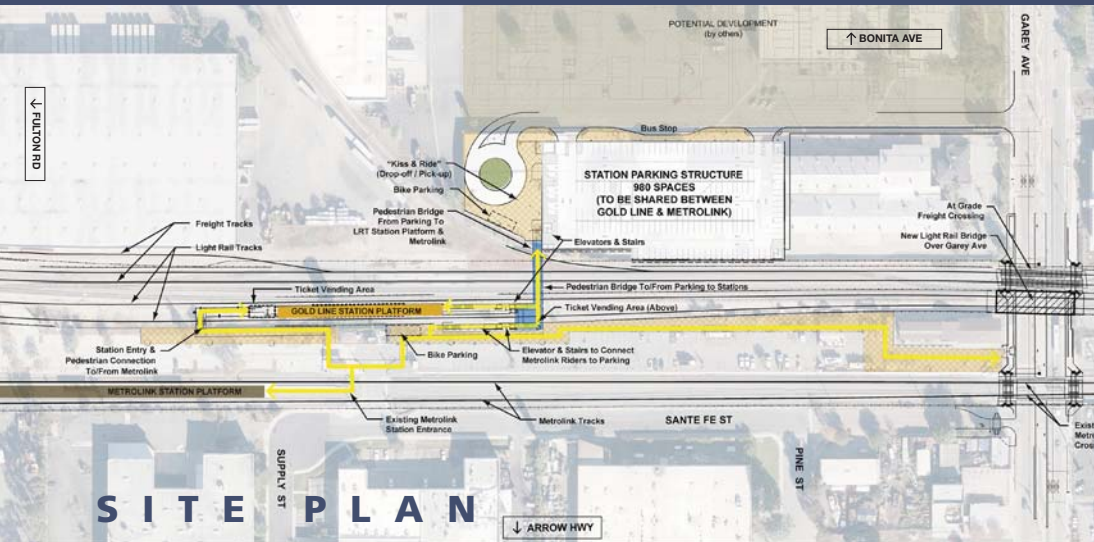 POTENTIAL DEVELOPMENT
(by others)
↑ BONITA AVE
GAREY AVE
↓ FULTON RD
Bus Stop
"Kiss & Ride"
(Drop-off / Pick-up)
Bike Parking
Pedestrian Bridge
From Parking To
LRT Station Platform &
Metrolink
STATION PARKING STRUCTURE
980 SPACES
(TO BE SHARED BETWEEN
GOLD LINE & METROLINK)
At Grade
Freight Crossing
New Light Rail Bridge
Over Garey Ave
Freight Tracks
Light Rail Tracks
Elevators & Stairs
Ticket Vending Area
Pedestrian Bridge To/From Parking to Stations
GOLD LINE STATION PLATFORM
Ticket Vending Area (Above)
Station Entry &
Pedestrian Connection
To/From Metrolink
Bike Parking
Elevator & Stairs to Connect
Metrolink Riders to Parking
METROLINK STATION PLATFORM
Existing Metrolink
Station Entrance
Metrolink Tracks
SANTE FE ST
Exist
Metro
Cros
SUPPLY ST
PINE ST
SITE PLAN
↓ ARROW HWY